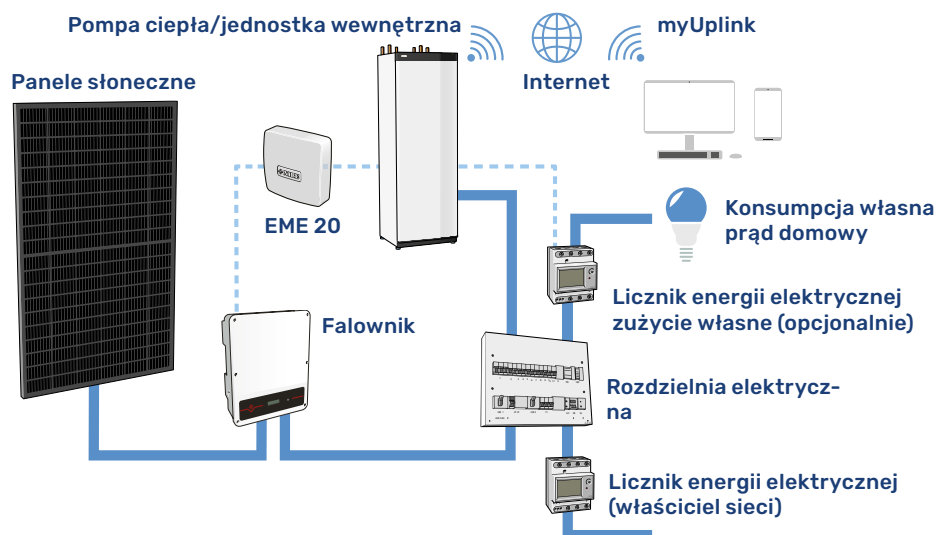 Pompa ciepła/jednostka wewnętrzna
myUplink
Panele słoneczne
Internet
EME 20
Konsumpcja własna
prąd domowy
Licznik energii elektrycznej
zużycie własne (opcjonalnie)
Falownik
Rozdzielnia elektrycz-
na
Licznik energii elektrycznej
(właściciel sieci)